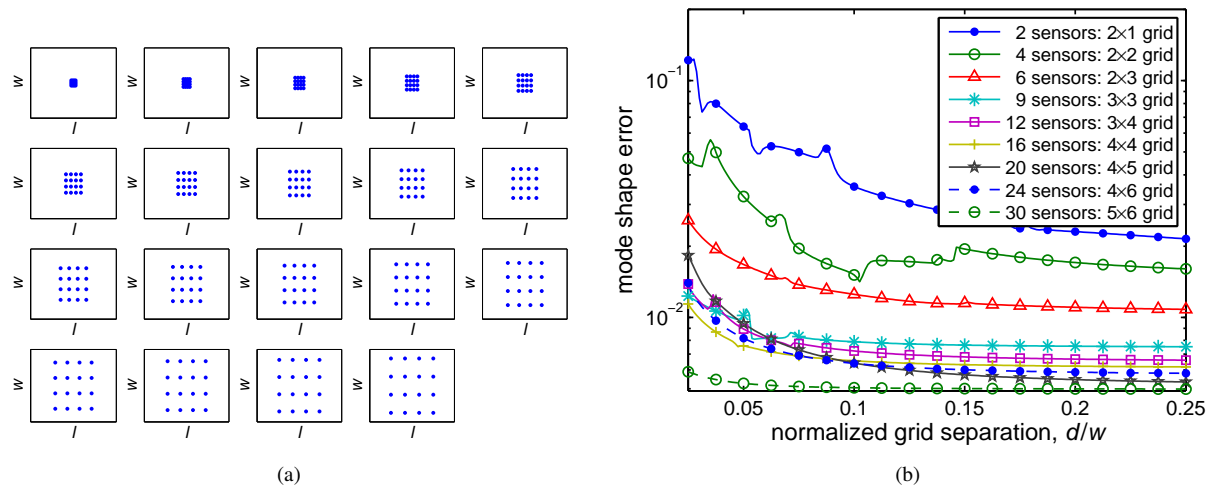 w w w w w
l l l l l
w w w w w
l l l l l
w w w w w
l l l l l
w w w w
l l l l
(a)
mode shape error
10⁻¹
10⁻²
2 sensors: 2×1 grid
4 sensors: 2×2 grid
6 sensors: 2×3 grid
9 sensors: 3×3 grid
12 sensors: 3×4 grid
16 sensors: 4×4 grid
20 sensors: 4×5 grid
24 sensors: 4×6 grid
30 sensors: 5×6 grid
0.05 0.1 0.15 0.2 0.25
normalized grid separation, d/w
(b)